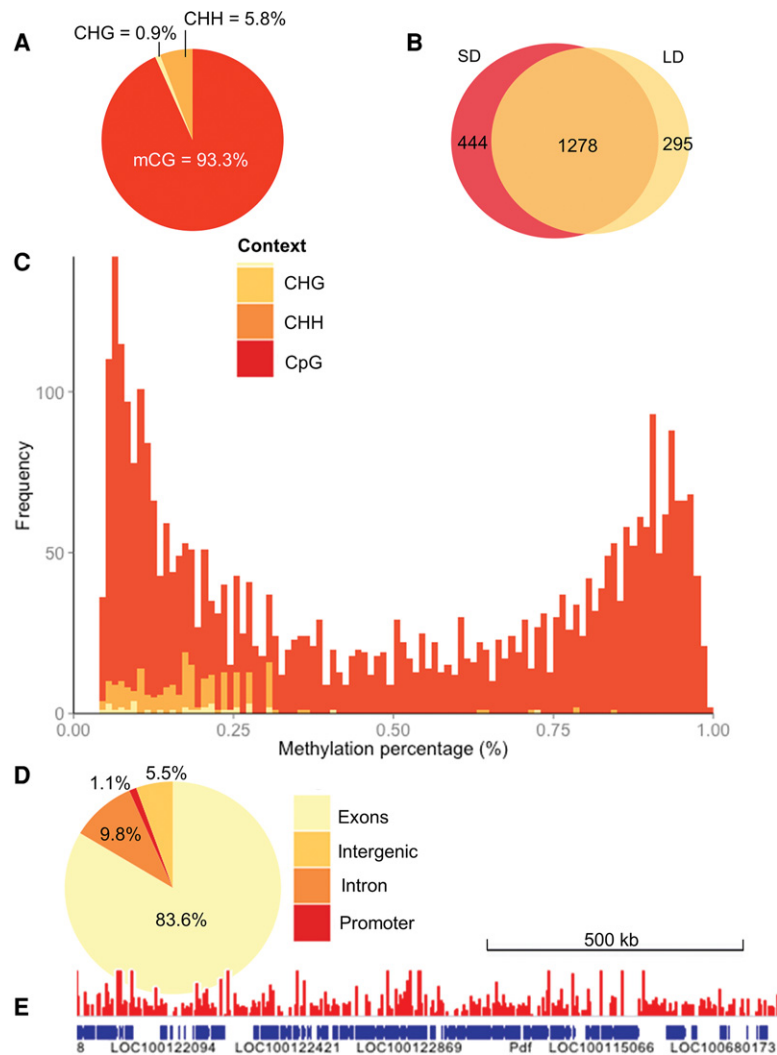 A
CHG = 0.9%
CHH = 5.8%
mCG = 93.3%
B
SD
LD
444
1278
295
C
Context
CHG
CHH
CpG
Frequency
100
50
0
0.00
0.25
0.50
0.75
1.00
Methylation percentage (%)
D
1.1%
5.5%
9.8%
83.6%
Exons
Intergenic
Intron
Promoter
500 kb
E
8 LOC100122094 LOC100122421 LOC100122869 Pdf LOC100115066 LOC100680173